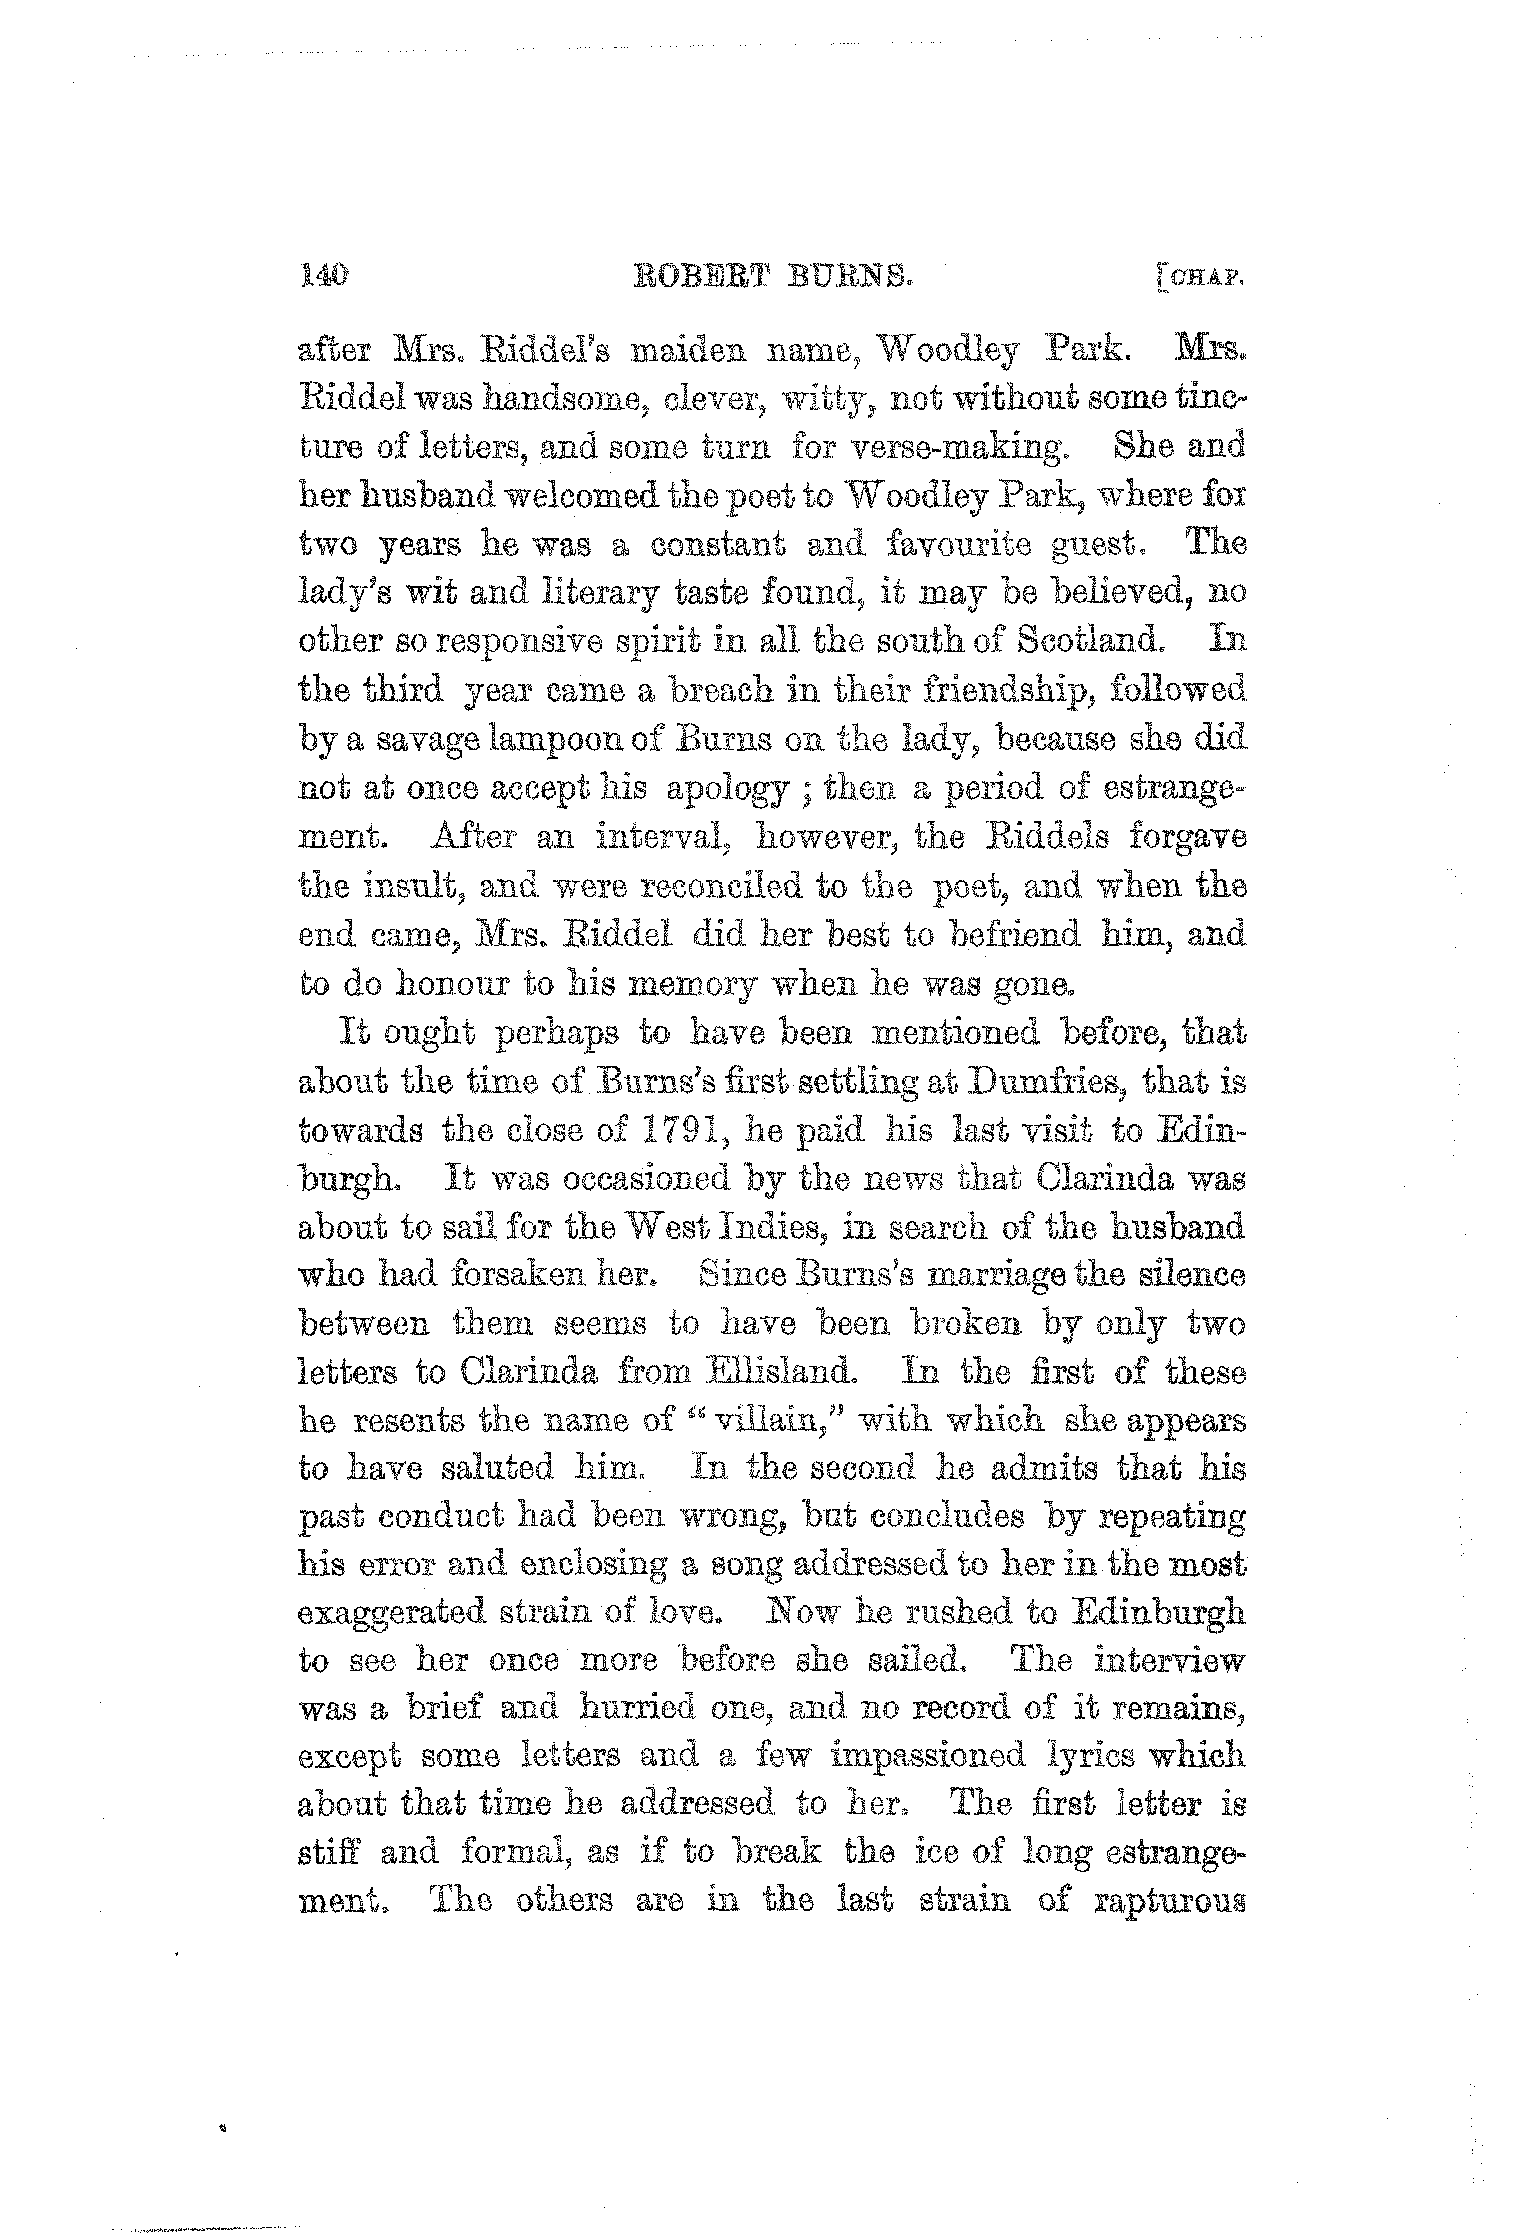 140 ROBERT BURNS. [CHAP.
after Mrs. Riddel's maiden name, Woodley Park. Mrs.
Riddel was handsome, clever, witty, not without some tinc-
ture of letters, and some turn for verse-making. She and
her husband welcomed the poet to Woodley Park, where for
two years he was a constant and favourite guest. The
lady's wit and literary taste found, it may be believed, no
other so responsive spirit in all the south of Scotland. In
the third year came a breach in their friendship, followed
by a savage lampoon of Burns on the lady, because she did
not at once accept his apology ; then a period of estrange-
ment. After an interval, however, the Riddels forgave
the insult, and were reconciled to the poet, and when the
end came, Mrs. Riddel did her best to befriend him, and
to do honour to his memory when he was gone.
It ought perhaps to have been mentioned before, that
about the time of Burns's first settling at Dumfries, that is
towards the close of 1791, he paid his last visit to Edin-
burgh. It was occasioned by the news that Clarinda was
about to sail for the West Indies, in search of the husband
who had forsaken her. Since Burns's marriage the silence
between them seems to have been broken by only two
letters to Clarinda from Ellisland. In the first of these
he resents the name of "villain," with which she appears
to have saluted him. In the second he admits that his
past conduct had been wrong, but concludes by repeating
his error and enclosing a song addressed to her in the most
exaggerated strain of love. Now he rushed to Edinburgh
to see her once more before she sailed. The interview
was a brief and hurried one, and no record of it remains,
except some letters and a few impassioned lyrics which
about that time he addressed to her. The first letter is
stiff and formal, as if to break the ice of long estrange-
ment. The others are in the last strain of rapturous